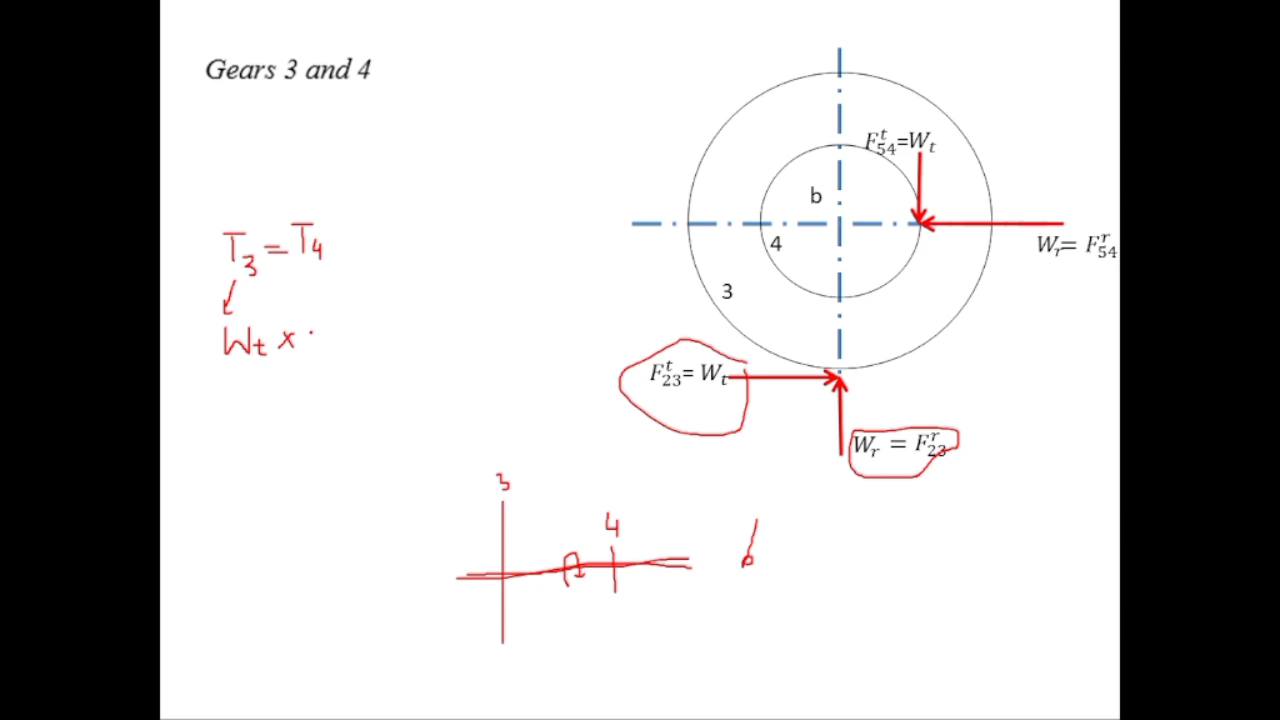 Gears 3 and 4
F^t_54=W_t
b
T_3 = T_4
4
W_r= F^r_54
3
W_t x
F^t_23= W_t
W_r = F^r_23
3
4